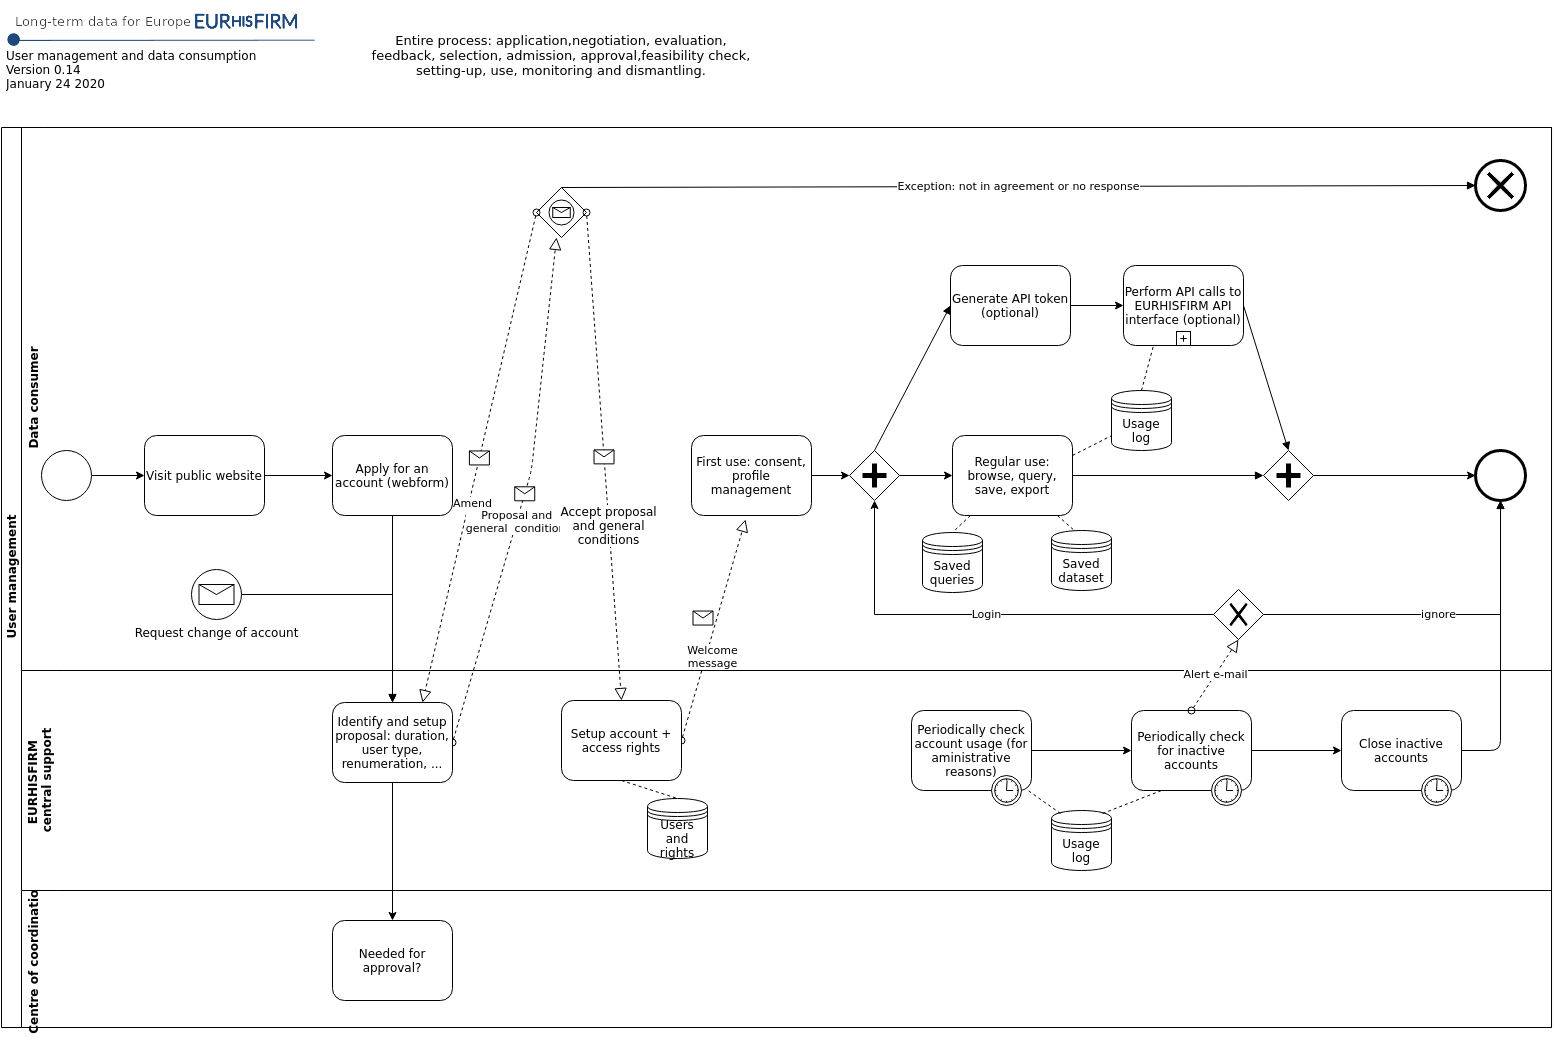 Long-term data for Europe EURHISFIRM
User management and data consumption
Version 0.14
January 24 2020
Entire process: application,negotiation, evaluation,
feedback, selection, admission, approval,feasibility check,
setting-up, use, monitoring and dismantling.
User management
Data consumer
Exception: not in agreement or no response
Generate API token
(optional)
Perform API calls to
EURHISFIRM API
interface (optional)
+
Usage
log
Visit public website
Apply for an
account (webform)
Amend
Proposal and
general condition
Accept proposal
and general
conditions
First use: consent,
profile
management
Regular use:
browse, query,
save, export
Saved
queries
Saved
dataset
Request change of account
Login
ignore
Welcome
message
Alert e-mail
EURHISFIRM
central support
Identify and setup
proposal: duration,
user type,
renumeration, ...
Setup account +
access rights
Users
and
rights
Periodically check
account usage (for
aministrative
reasons)
Periodically check
for inactive
accounts
Close inactive
accounts
Usage
log
Centre of coordinatio
Needed for
approval?